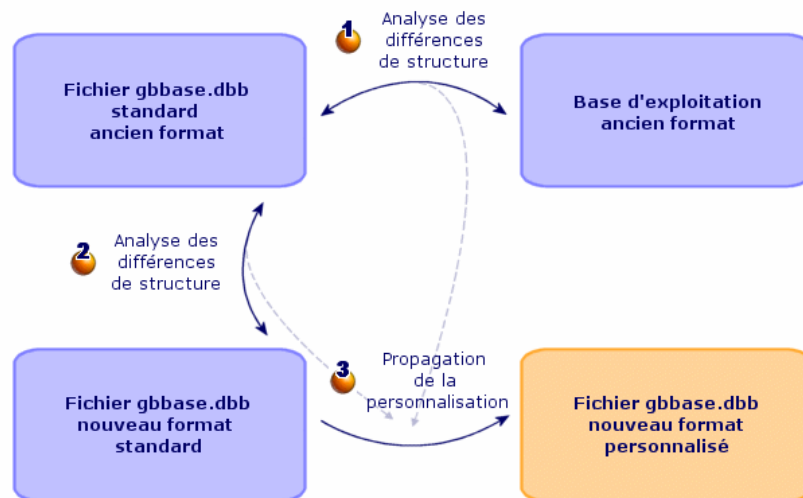 1
Analyse des
différences
de structure
Fichier gbbase.dbb
standard
ancien format
Base d'exploitation
ancien format
2
Analyse des
différences
de structure
3
Propagation
de la
personnalisation
Fichier gbbase.dbb
nouveau format
standard
Fichier gbbase.dbb
nouveau format
personnalisé